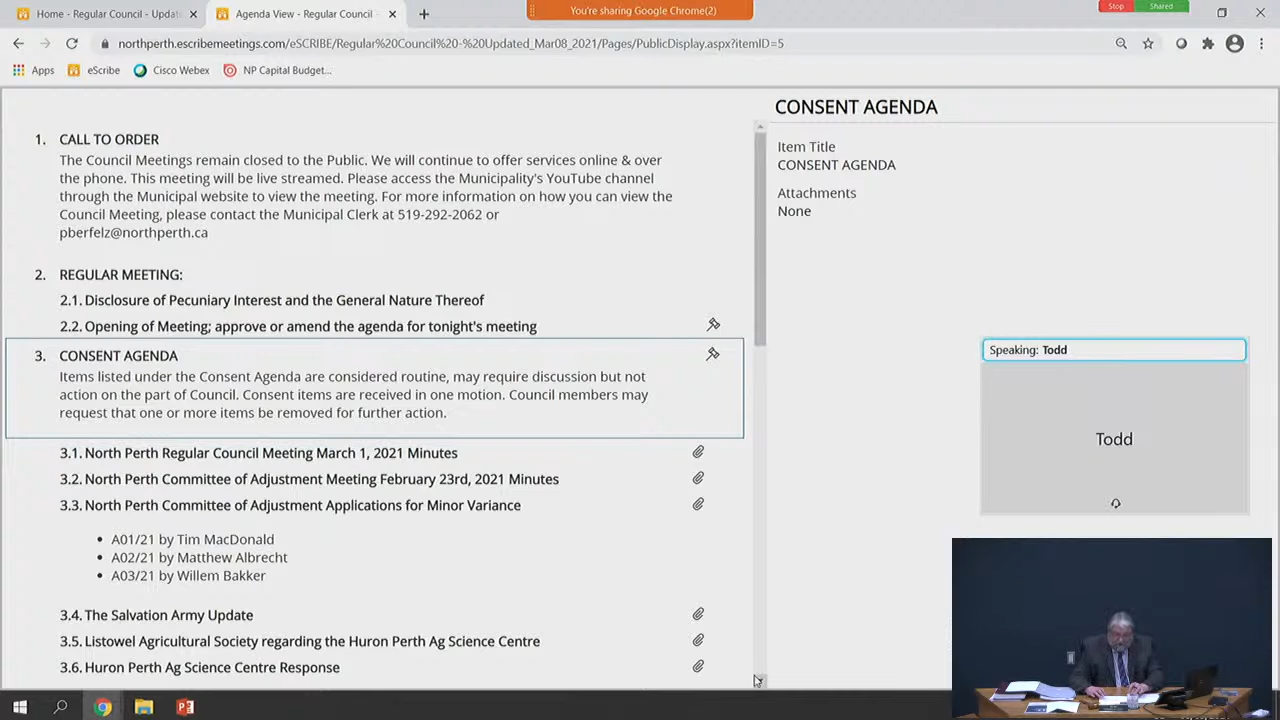 Home - Regular Council - Updat
Agenda View - Regular Council -
You're sharing Google Chrome(2)
Stop
Shared
northperth.escribemeetings.com/eSCRIBE/Regular%20Council%20-%20Updated_Mar08_2021/Pages/PublicDisplay.aspx?itemID=5
Apps
eScribe
Cisco Webex
NP Capital Budget...
1. CALL TO ORDER
The Council Meetings remain closed to the Public. We will continue to offer services online & over
the phone. This meeting will be live streamed. Please access the Municipality's YouTube channel
through the Municipal website to view the meeting. For more information on how you can view the
Council Meeting, please contact the Municipal Clerk at 519-292-2062 or
pberfelz@northperth.ca
2. REGULAR MEETING:
2.1. Disclosure of Pecuniary Interest and the General Nature Thereof
2.2. Opening of Meeting; approve or amend the agenda for tonight's meeting
3. CONSENT AGENDA
Items listed under the Consent Agenda are considered routine, may require discussion but not
action on the part of Council. Consent items are received in one motion. Council members may
request that one or more items be removed for further action.
3.1. North Perth Regular Council Meeting March 1, 2021 Minutes
3.2. North Perth Committee of Adjustment Meeting February 23rd, 2021 Minutes
3.3. North Perth Committee of Adjustment Applications for Minor Variance
• A01/21 by Tim MacDonald
• A02/21 by Matthew Albrecht
• A03/21 by Willem Bakker
3.4. The Salvation Army Update
3.5. Listowel Agricultural Society regarding the Huron Perth Ag Science Centre
3.6. Huron Perth Ag Science Centre Response
CONSENT AGENDA
Item Title
CONSENT AGENDA
Attachments
None
Speaking: Todd
Todd